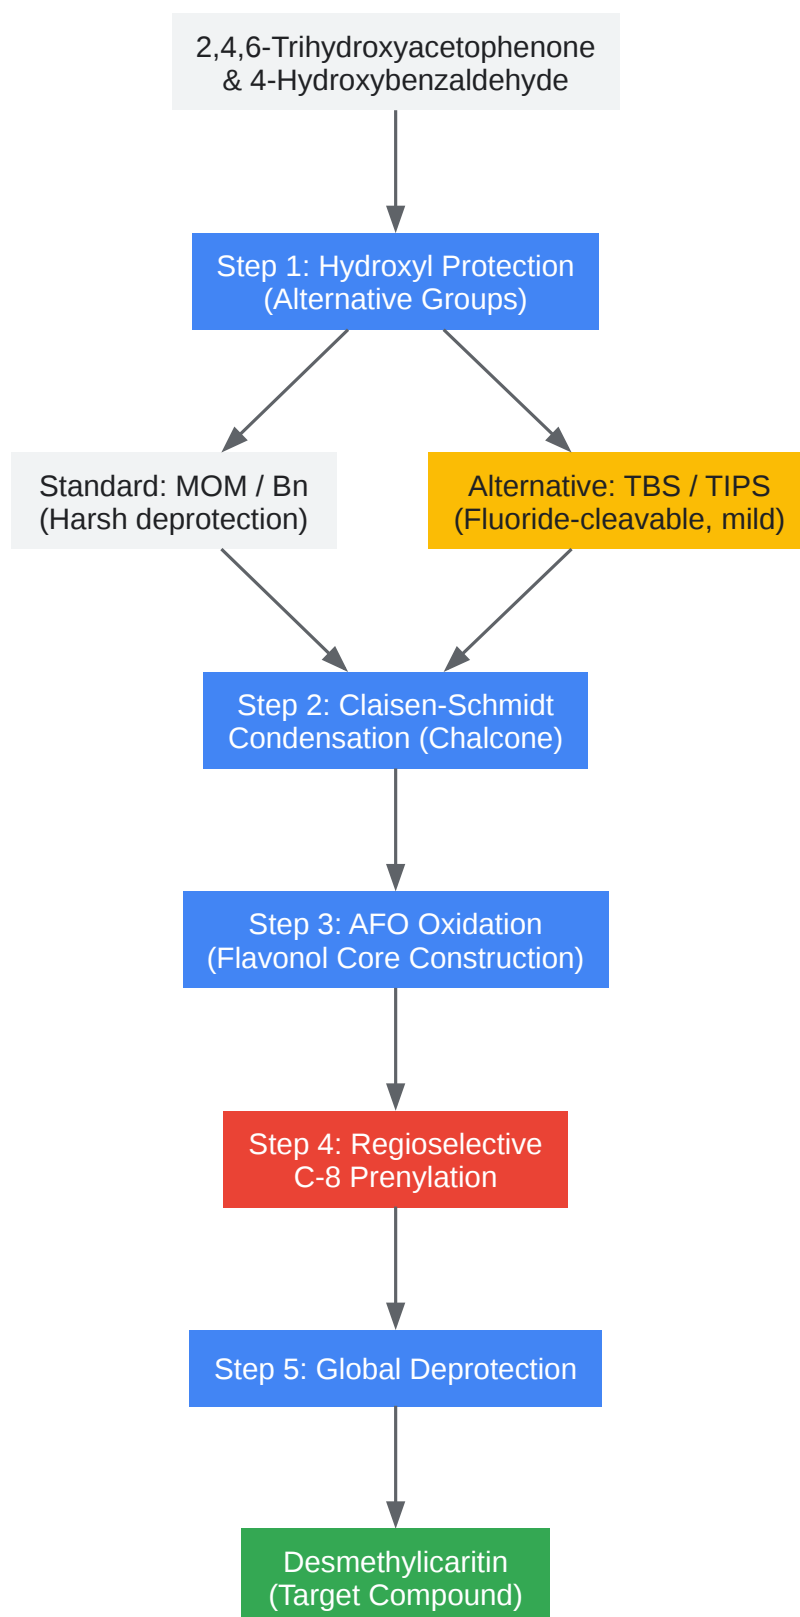 2,4,6-Trihydroxyacetophenone
& 4-Hydroxybenzaldehyde
Step 1: Hydroxyl Protection
(Alternative Groups)
Standard: MOM / Bn
(Harsh deprotection)
Alternative: TBS / TIPS
(Fluoride-cleavable, mild)
Step 2: Claisen-Schmidt
Condensation (Chalcone)
Step 3: AFO Oxidation
(Flavonol Core Construction)
Step 4: Regioselective
C-8 Prenylation
Step 5: Global Deprotection
Desmethylicaritin
(Target Compound)